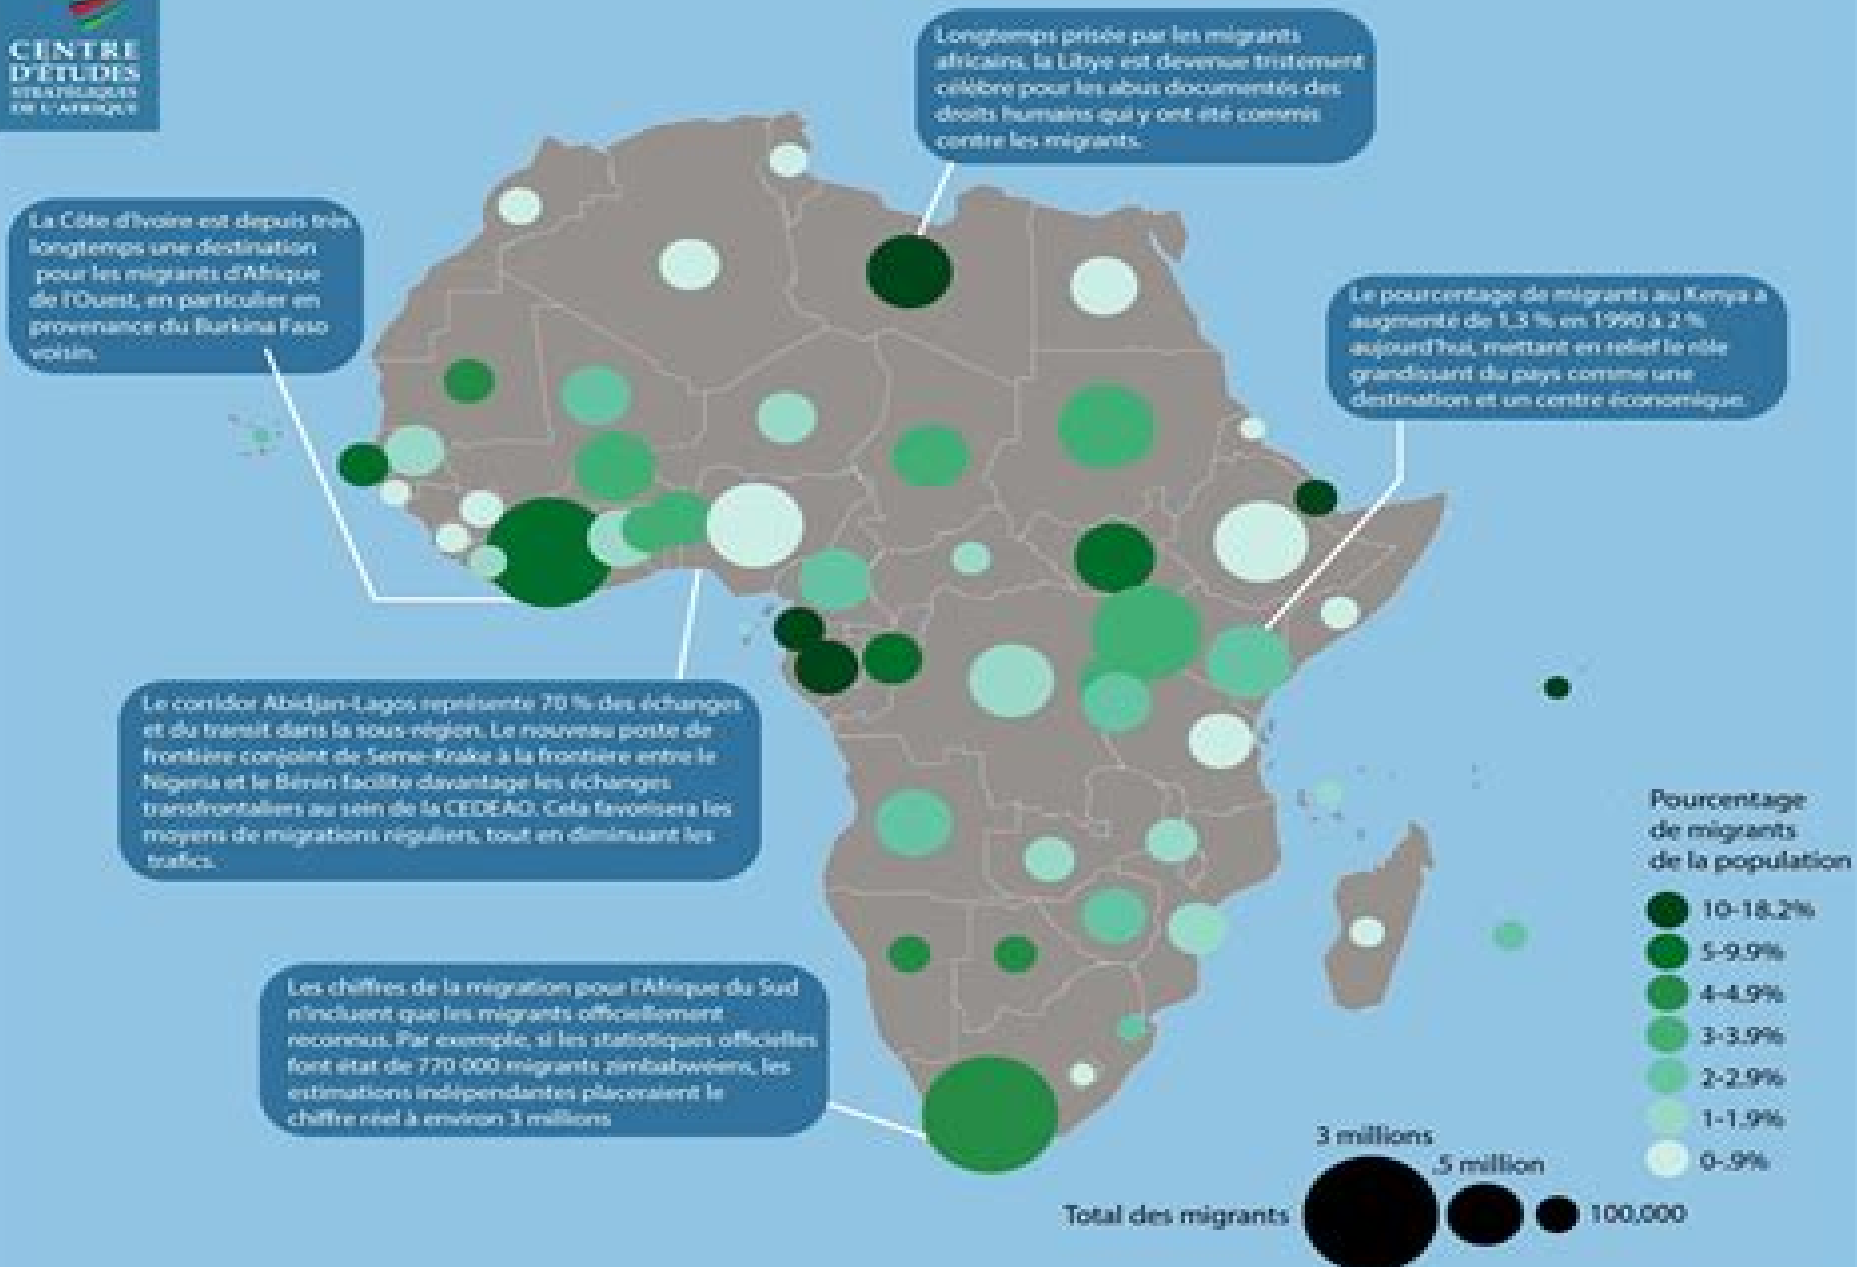 CENTRE
D'ÉTUDES
STRATÉGIQUES
DE L'AFRIQUE
Longtemps prisée par les migrants
africains, la Libye est devenue tristement
célèbre pour les abus documentés des
droits humains qui y ont été commis
contre les migrants.
La Côte d'Ivoire est depuis très
longtemps une destination
pour les migrants d'Afrique
de l'Ouest, en particulier en
provenance du Burkina Faso
voisin.
Le pourcentage de migrants au Kenya a
augmenté de 1,3 % en 1990 à 2 %
aujourd'hui, mettant en relief le rôle
grandissant du pays comme une
destination et un centre économique.
Le corridor Abidjan-Lagos représente 70 % des échanges
et du transit dans la sous-région. Le nouveau poste de
frontière conjoint de Seme-Krake à la frontière entre le
Nigeria et le Bénin facilite davantage les échanges
transfrontaliers au sein de la CEDEAO. Cela favorisera les
moyens de migrations réguliers, tout en diminuant les
trafics.
Les chiffres de la migration pour l'Afrique du Sud
n'incluent que les migrants officiellement
reconnus. Par exemple, si les statistiques officielles
font état de 770 000 migrants zimbabwéens, les
estimations indépendantes placeraient le
chiffre réel à environ 3 millions
Pourcentage
de migrants
de la population
10-18.2%
5-9.9%
4-4.9%
3-3.9%
2-2.9%
1-1.9%
0-.9%
3 millions
.5 million
Total des migrants
100,000